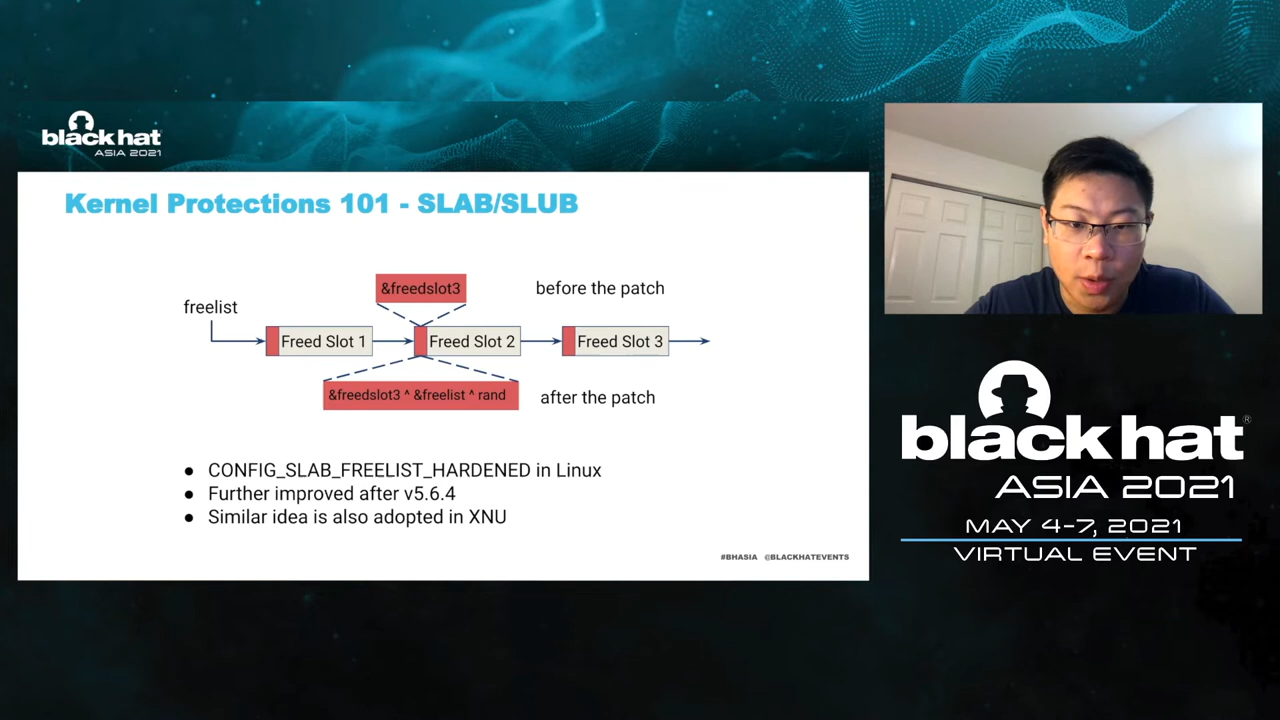 black hat
ASIA 2021
Kernel Protections 101 - SLAB/SLUB
&freedslot3
before the patch
freelist
Freed Slot 1
Freed Slot 2
Freed Slot 3
&freedslot3 ^ &freelist ^ rand
after the patch
● CONFIG_SLAB_FREELIST_HARDENED in Linux
● Further improved after v5.6.4
● Similar idea is also adopted in XNU
#BHASIA @BLACKHATEVENTS
black hat®
ASIA 2021
MAY 4-7, 2021
VIRTUAL EVENT